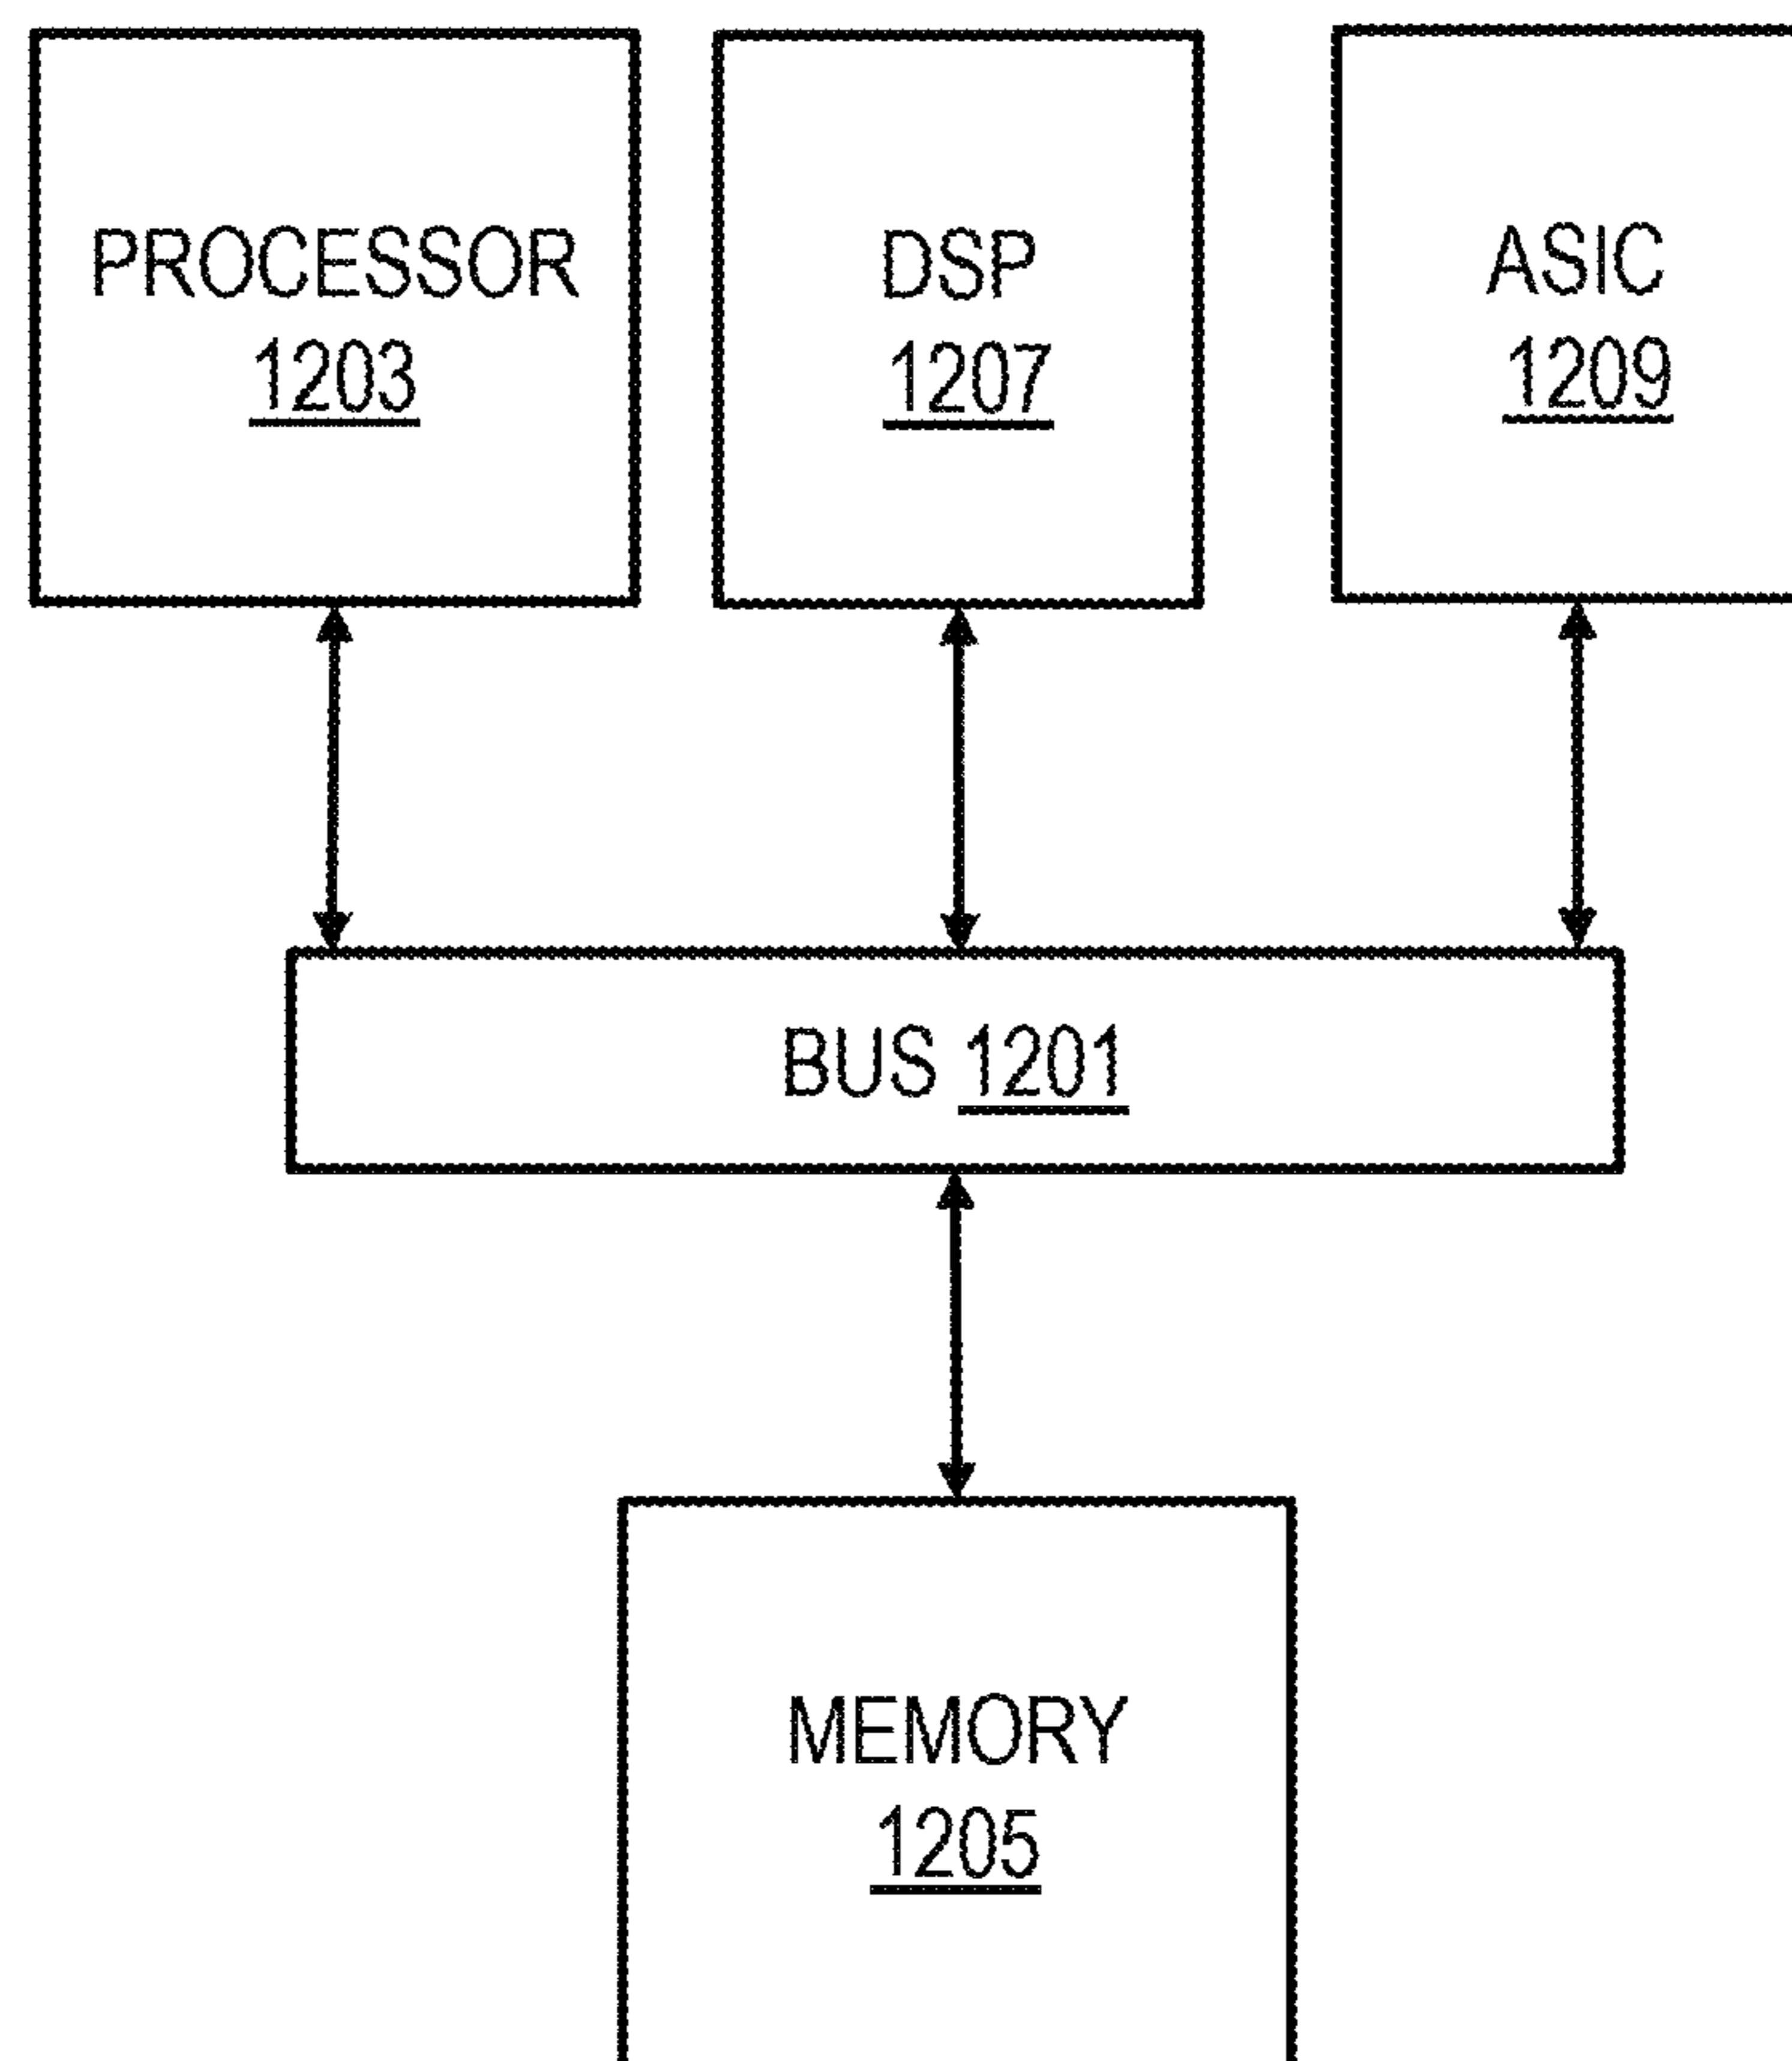 PROCESSOR
1203
DSP
1207
ASIC
1209
BUS 1201
MEMORY
1205